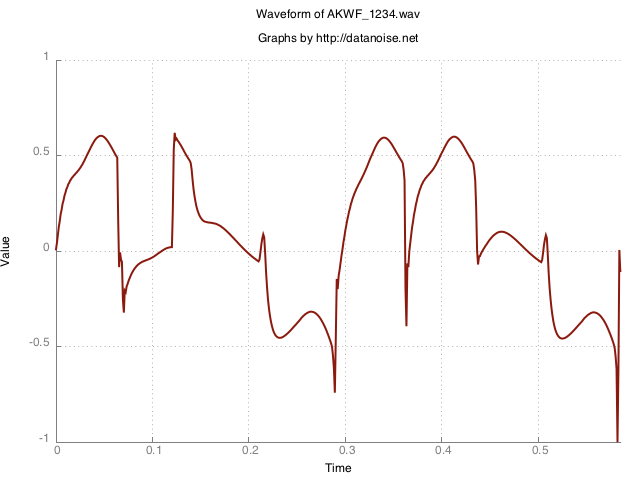 Waveform of AKWF_1234.wav
Graphs by http://datanoise.net
1
0.5
0
-0.5
-1
Value
0 0.1 0.2 0.3 0.4 0.5
Time